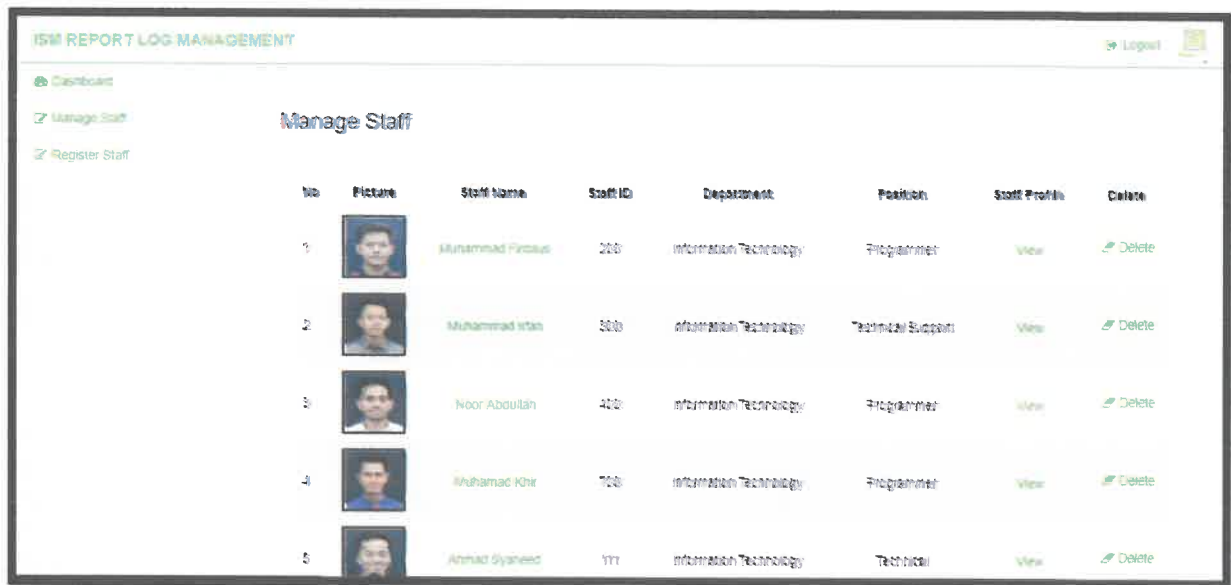 ISM REPORT LOG MANAGEMENT
Logout
Dashboard
Manage Staff
Register Staff
Manage Staff
No Picture Staff Name Staff ID Department Position Staff Profile Delete
1 Muhammad Firdaus 200 Information Technology Programmer View Delete
2 Muhammad Irfan 300 Information Technology Technical Support View Delete
3 Noor Abdullah 400 Information Technology Programmer View Delete
4 Muhamad Khir 700 Information Technology Programmer View Delete
5 Ahmad Syaheed 111 Information Technology Technical View Delete